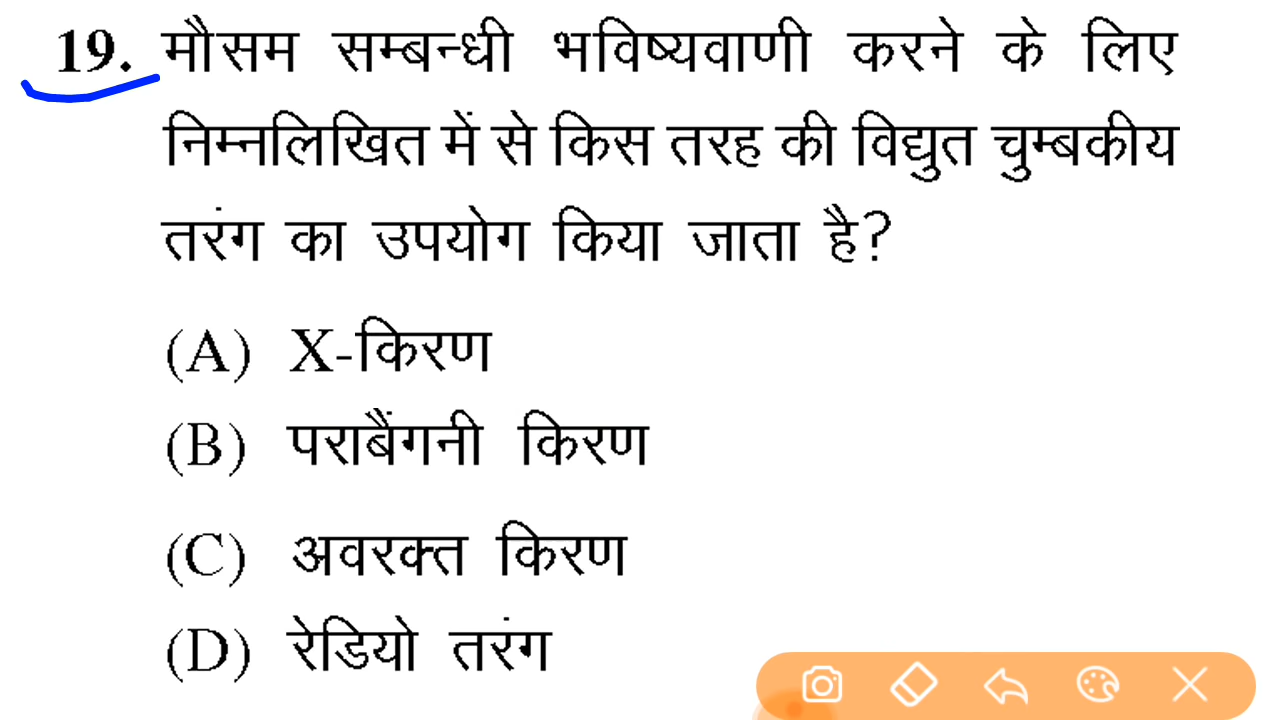 19. मौसम सम्बन्धी भविष्यवाणी करने के लिए
निम्नलिखित में से किस तरह की विद्युत चुम्बकीय
तरंग का उपयोग किया जाता है?
(A) X-किरण
(B) पराबैंगनी किरण
(C) अवरक्त किरण
(D) रेडियो तरंग